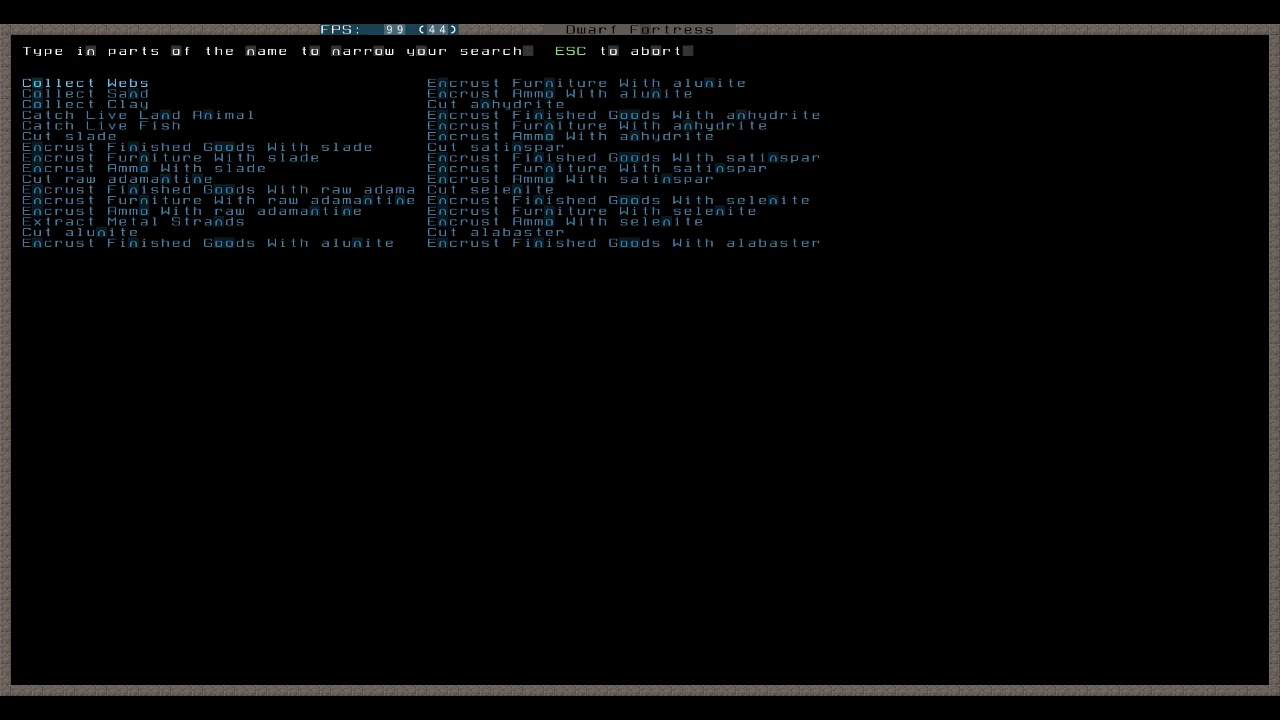 FPS: 99 (44) Dwarf Fortress
Type in parts of the name to narrow your search. ESC to abort.
Collect Webs
Collect Sand
Collect Clay
Catch Live Land Animal
Catch Live Fish
Cut slade
Encrust Finished Goods With slade
Encrust Furniture With slade
Encrust Ammo With slade
Cut raw adamantine
Encrust Finished Goods With raw adama
Encrust Furniture With raw adamantine
Encrust Ammo With raw adamantine
Extract Metal Strands
Cut alunite
Encrust Finished Goods With alunite
Encrust Furniture With alunite
Encrust Ammo With alunite
Cut anhydrite
Encrust Finished Goods With anhydrite
Encrust Furniture With anhydrite
Encrust Ammo With anhydrite
Cut satinspar
Encrust Finished Goods With satinspar
Encrust Furniture With satinspar
Encrust Ammo With satinspar
Cut selenite
Encrust Finished Goods With selenite
Encrust Furniture With selenite
Encrust Ammo With selenite
Cut alabaster
Encrust Finished Goods With alabaster